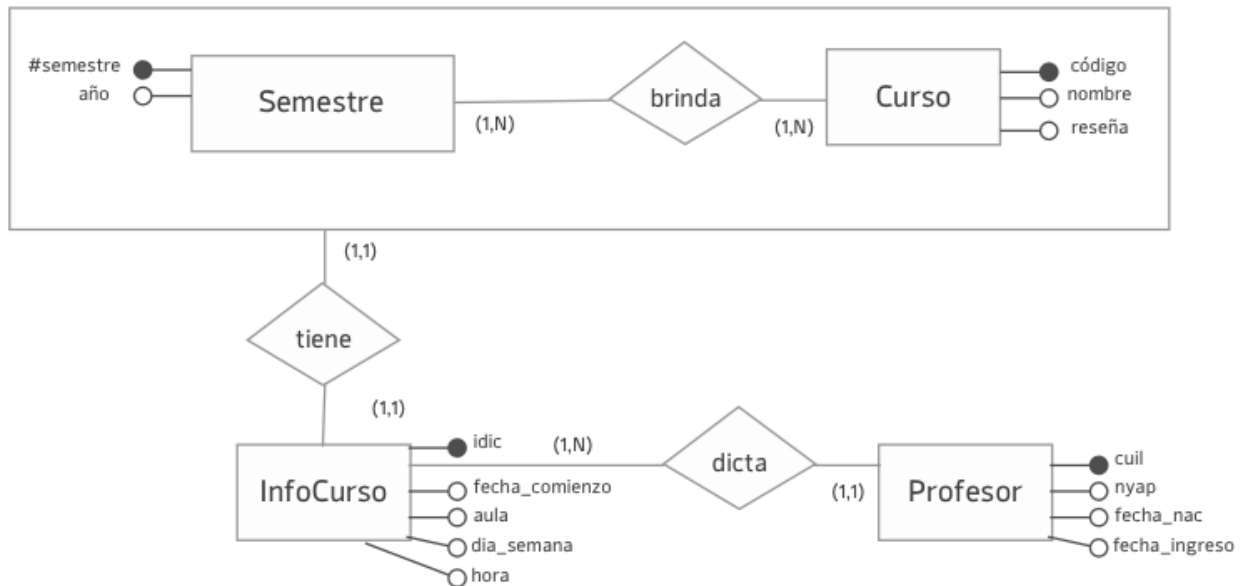 #semestre
año
Semestre
(1,N)
brinda
(1,N)
Curso
código
nombre
reseña
(1,1)
tiene
(1,1)
InfoCurso
idic
fecha_comienzo
aula
dia_semana
hora
(1,N)
dicta
(1,1)
Profesor
cuil
nyap
fecha_nac
fecha_ingreso